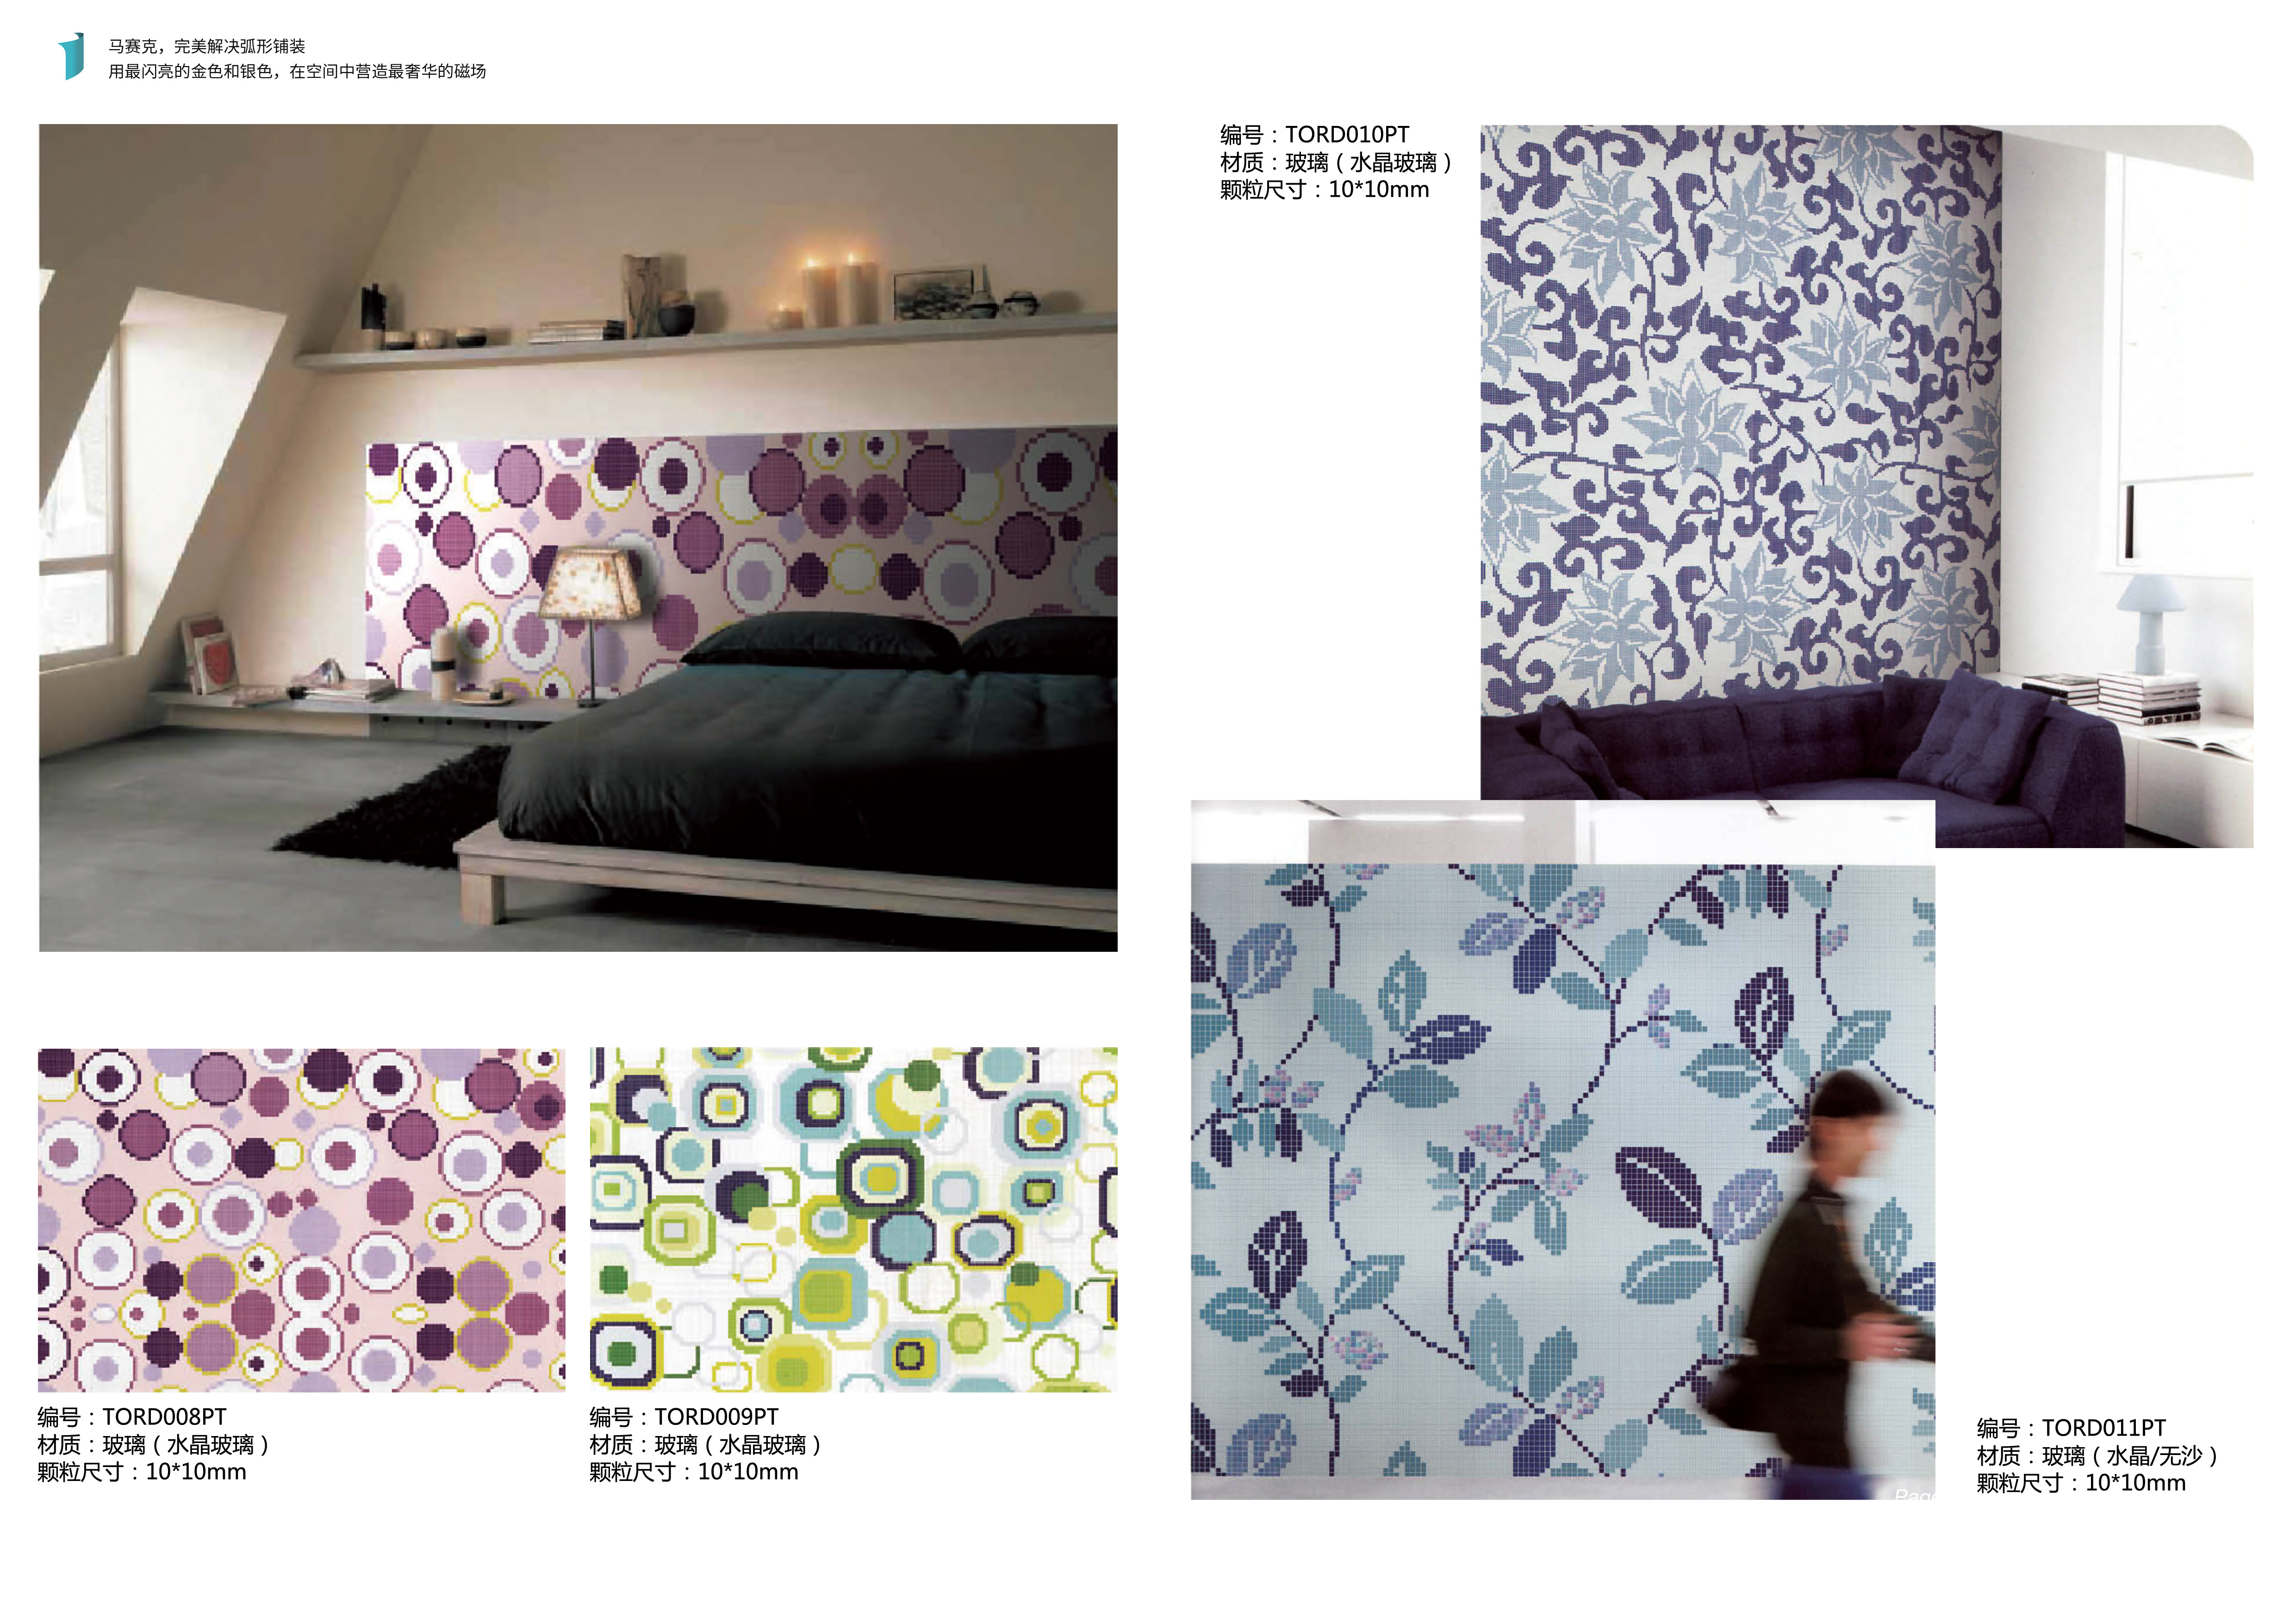 马赛克，完美解决弧形铺装
用最闪亮的金色和银色，在空间中营造最奢华的磁场
编号：TORD010PT
材质：玻璃（水晶玻璃）
颗粒尺寸：10*10mm
编号：TORD008PT
材质：玻璃（水晶玻璃）
颗粒尺寸：10*10mm
编号：TORD009PT
材质：玻璃（水晶玻璃）
颗粒尺寸：10*10mm
编号：TORD011PT
材质：玻璃（水晶/无沙）
颗粒尺寸：10*10mm